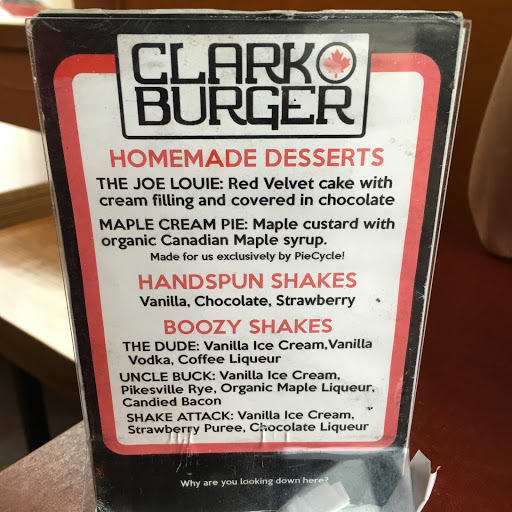 CLARK
BURGER
HOMEMADE DESSERTS
THE JOE LOUIE: Red Velvet cake with
cream filling and covered in chocolate
MAPLE CREAM PIE: Maple custard with
organic Canadian Maple syrup.
Made for us exclusively by PieCycle!
HANDSPUN SHAKES
Vanilla, Chocolate, Strawberry
BOOZY SHAKES
THE DUDE: Vanilla Ice Cream,Vanilla
Vodka, Coffee Liqueur
UNCLE BUCK: Vanilla Ice Cream,
Pikesville Rye, Organic Maple Liqueur,
Candied Bacon
SHAKE ATTACK: Vanilla Ice Cream,
Strawberry Puree, Chocolate Liqueur
Why are you looking down here?